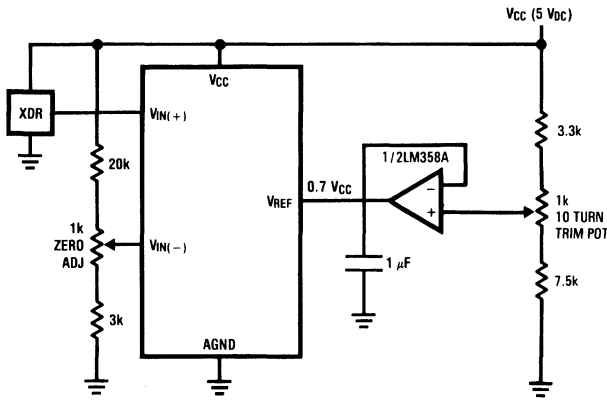 VCC (5 VDC)
VCC
XDR
VIN(+)
3.3k
1/2LM358A
20k
0.7 VCC
VREF
−
+
1k
10 TURN
TRIM POT
1k
ZERO
ADJ
VIN(−)
1 μF
7.5k
3k
AGND